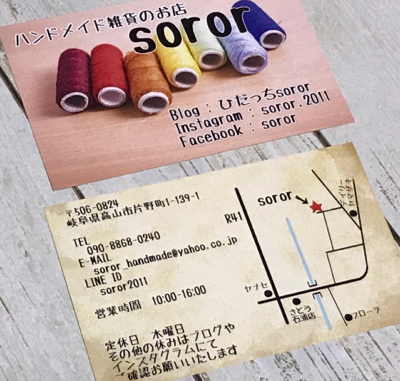 ハンドメイド雑貨のお店
soror
Blog : ひだっちsoror
Instagram : soror.2011
Facebook : soror
〒506-0824
岐阜県高山市片野町1-139-1
TEL
090-8868-0240
E-MAIL
soror_handmade@yahoo.co.jp
LINE ID
soror2011
営業時間 10:00-16:00
定休日 木曜日
その他の休みはブログや
インスタグラムにて
ご確認お願いいたします
soror
R41
ヤナセ
さとう
石油店
フローラ